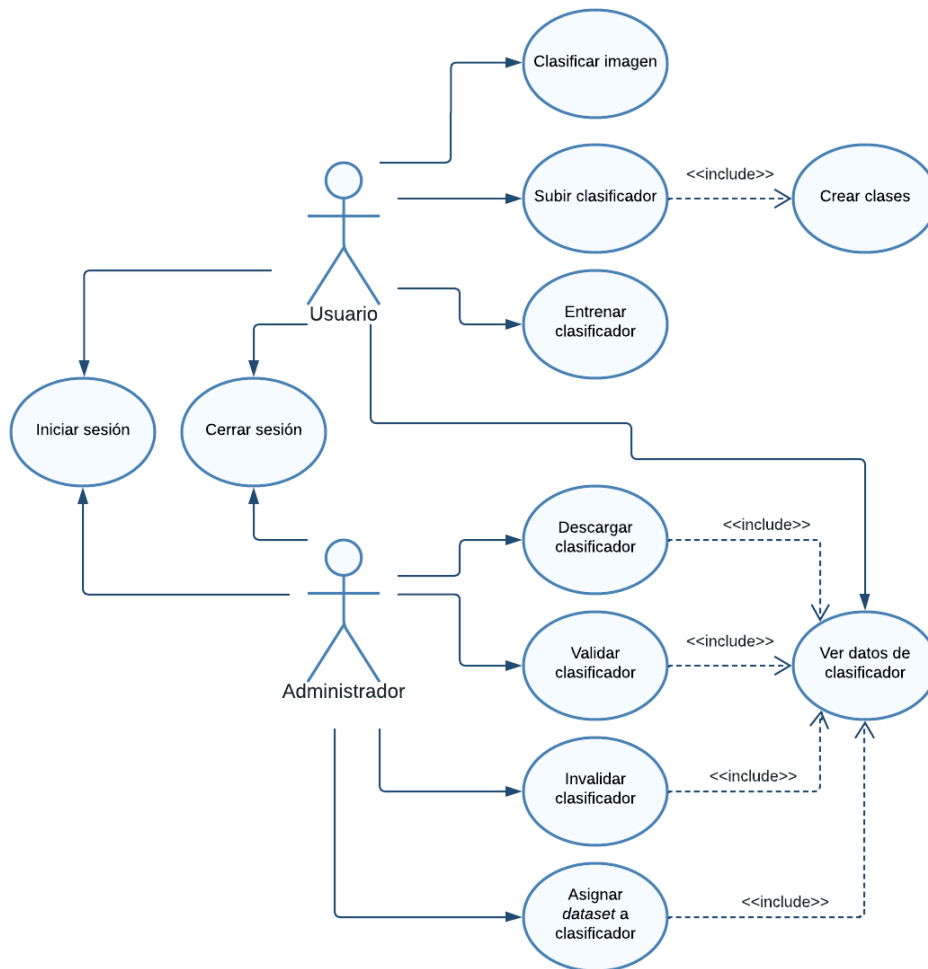 Clasificar imagen
Subir clasificador
<<include>>
Crear clases
Entrenar
clasificador
Usuario
Iniciar sesión
Cerrar sesión
Descargar
clasificador
<<include>>
Validar
clasificador
<<include>>
Ver datos de
clasificador
Administrador
Invalidar
clasificador
<<include>>
Asignar
dataset a
clasificador
<<include>>